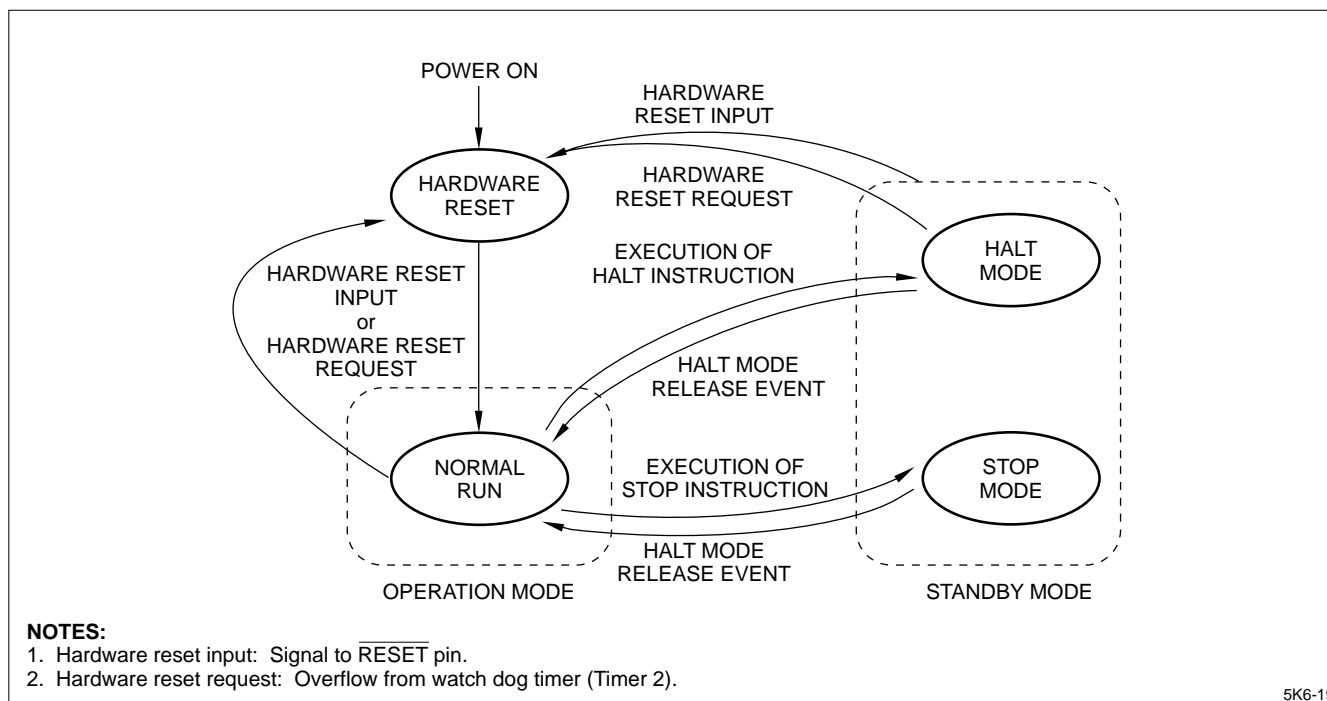 POWER ON
HARDWARE
RESET INPUT
HARDWARE
RESET
HARDWARE
RESET REQUEST
EXECUTION OF
HALT INSTRUCTION
HALT
MODE
HARDWARE RESET
INPUT
or
HARDWARE RESET
REQUEST
HALT MODE
RELEASE EVENT
NORMAL
RUN
EXECUTION OF
STOP INSTRUCTION
STOP
MODE
HALT MODE
RELEASE EVENT
OPERATION MODE
STANDBY MODE
NOTES:
1. Hardware reset input: Signal to RESET pin.
2. Hardware reset request: Overflow from watch dog timer (Timer 2).
5K6-19